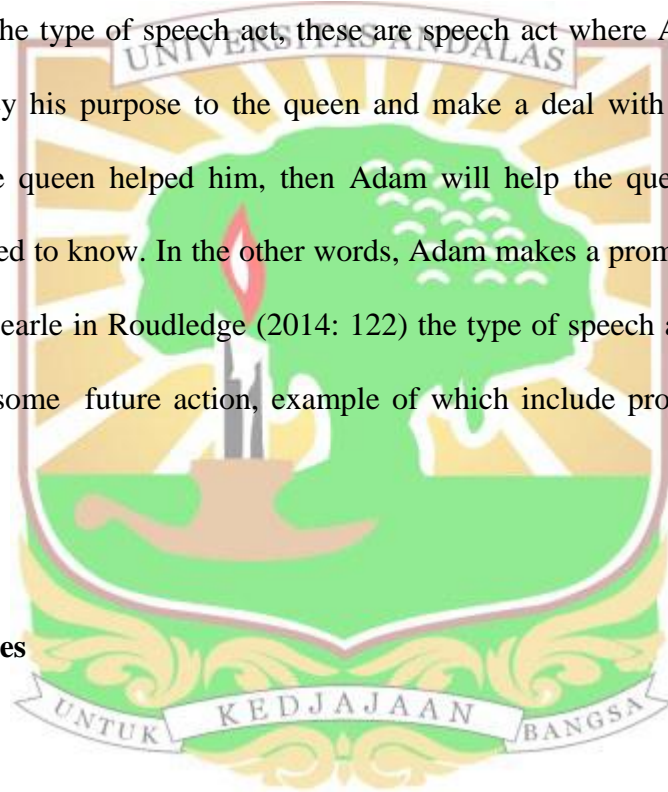 he type of speech act, these are speech act where A
UNIVERSITAS ANDALAS
y his purpose to the queen and make a deal with
e queen helped him, then Adam will help the que
ed to know. In the other words, Adam makes a prom
earle in Roudledge (2014: 122) the type of speech a
some future action, example of which include pro
es
UNTUK KEDJAJAAN BANGSA